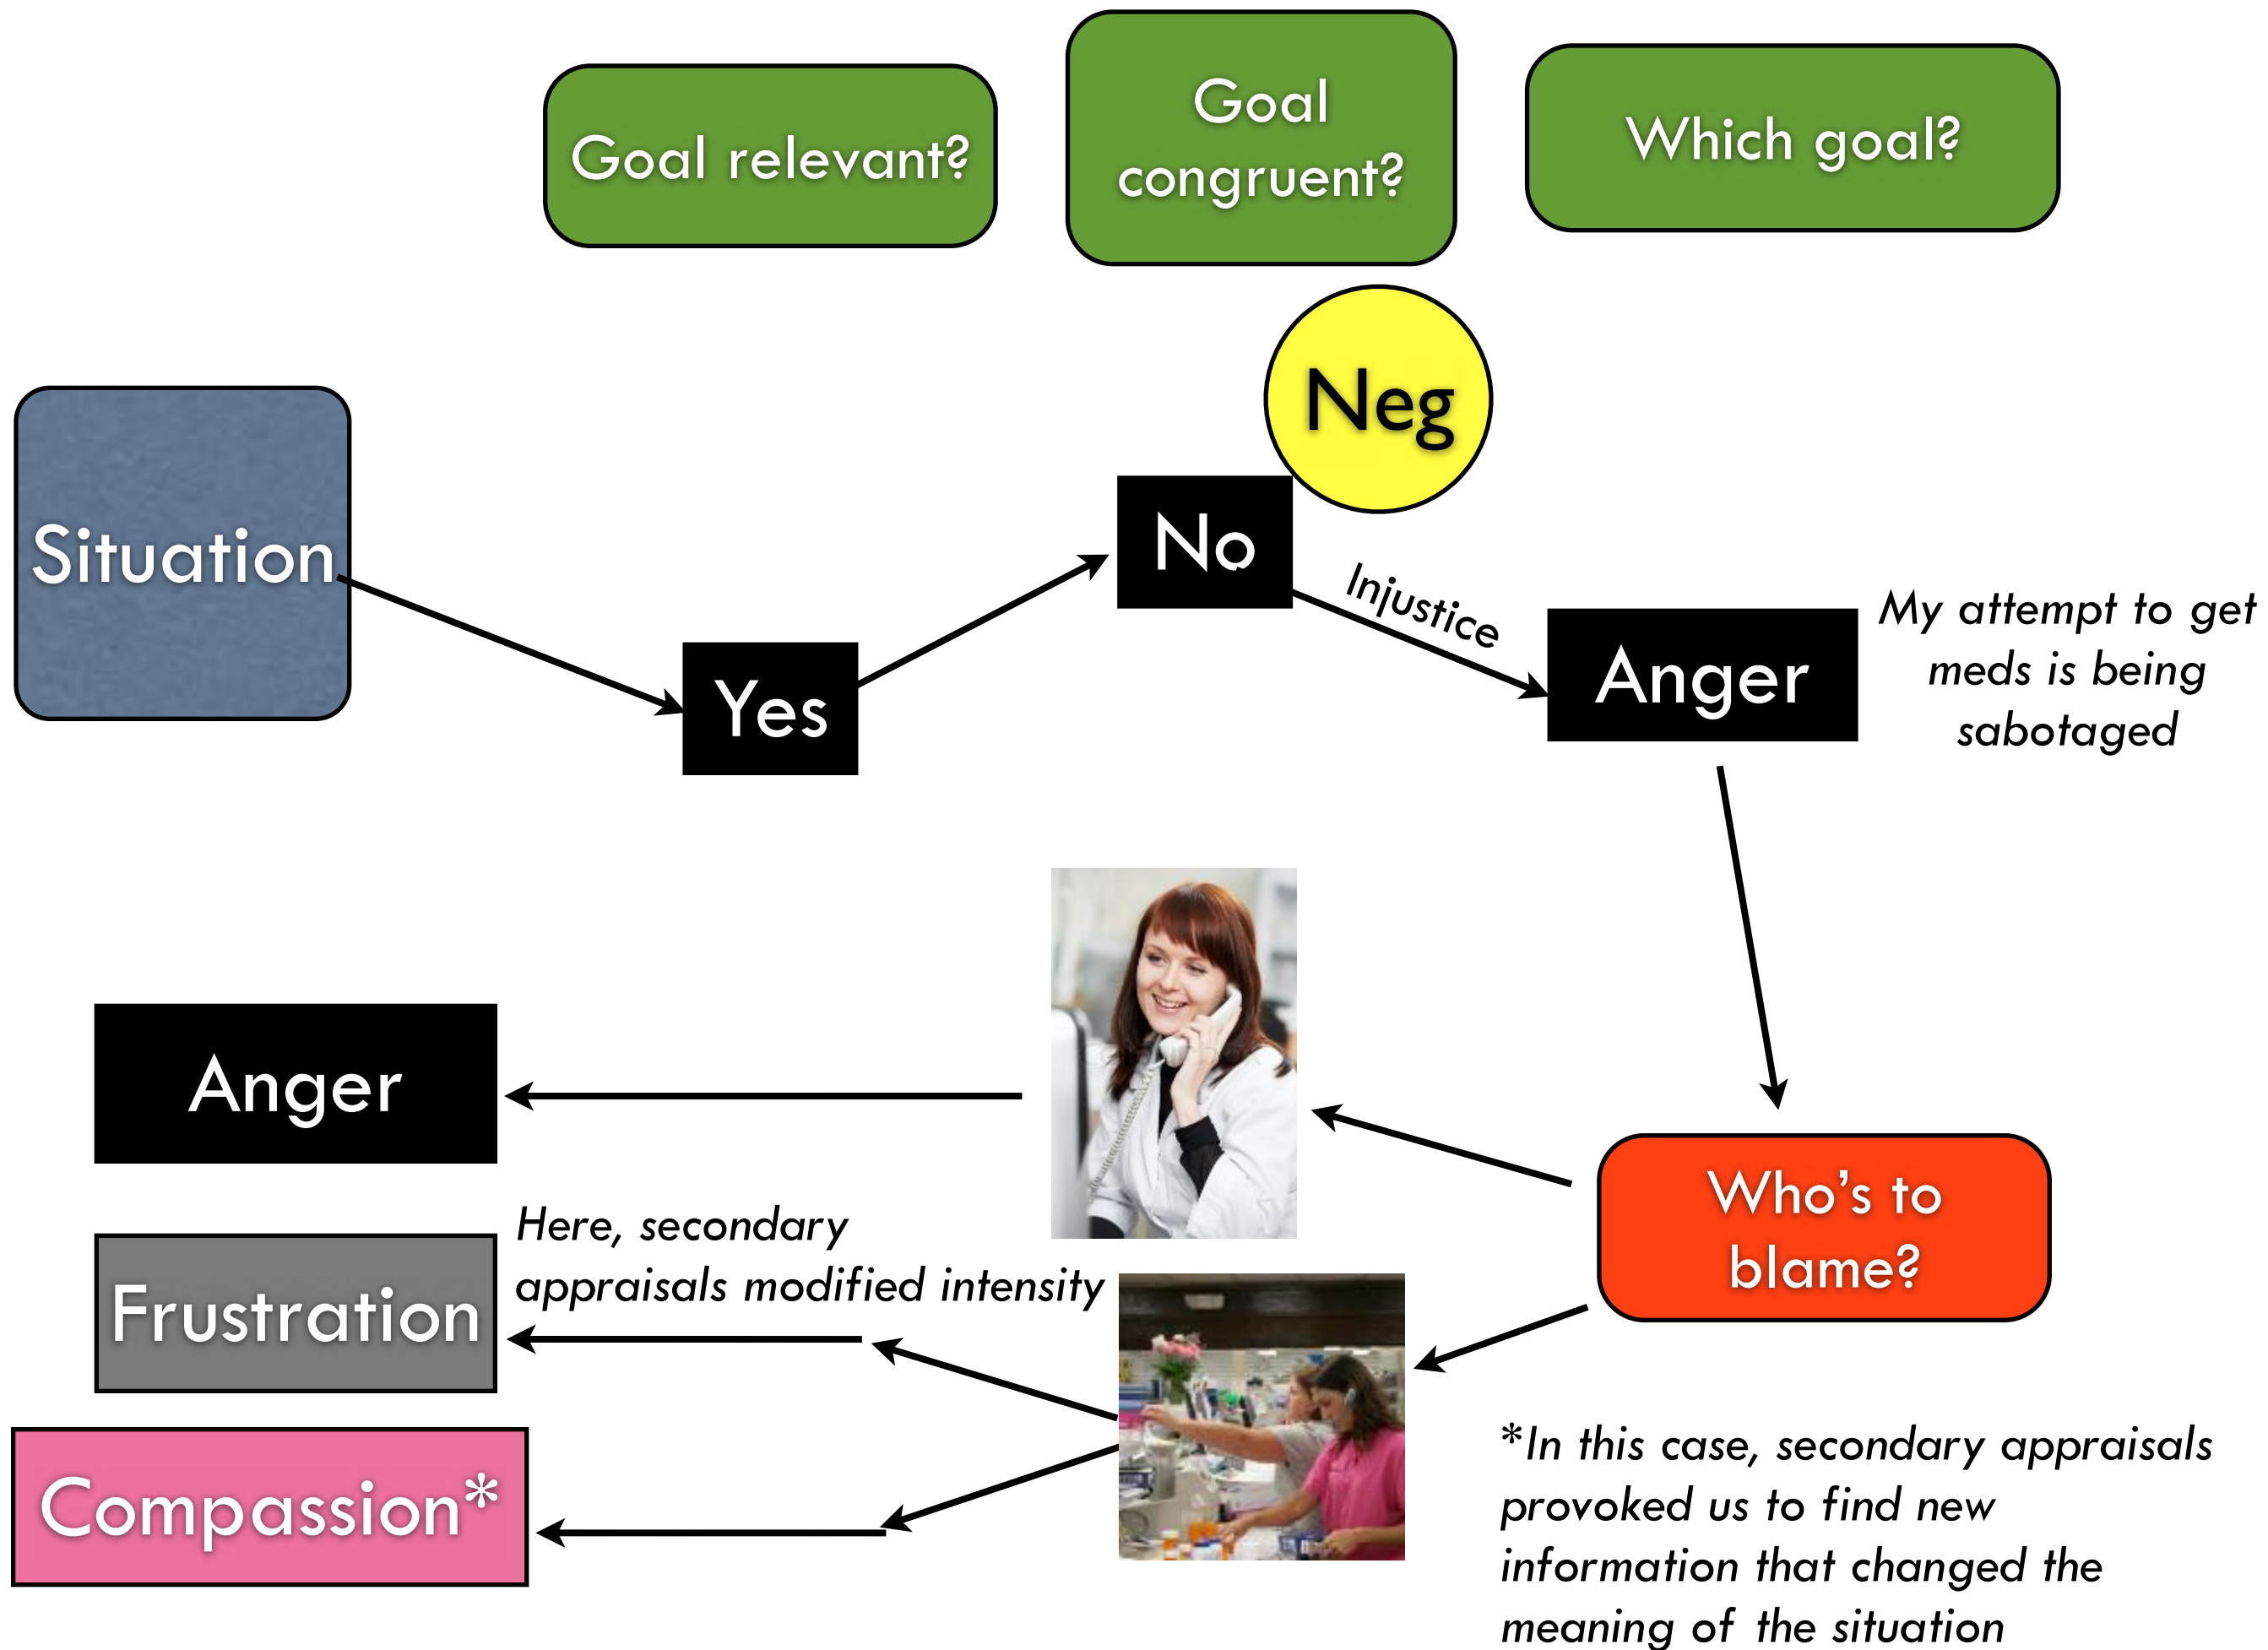 Goal relevant?
Goal
congruent?
Which goal?
Neg
Situation
No
Injustice
Yes
Anger
My attempt to get
meds is being
sabotaged
Anger
Who's to
blame?
Here, secondary
appraisals modified intensity
Frustration
Compassion*
*In this case, secondary appraisals
provoked us to find new
information that changed the
meaning of the situation